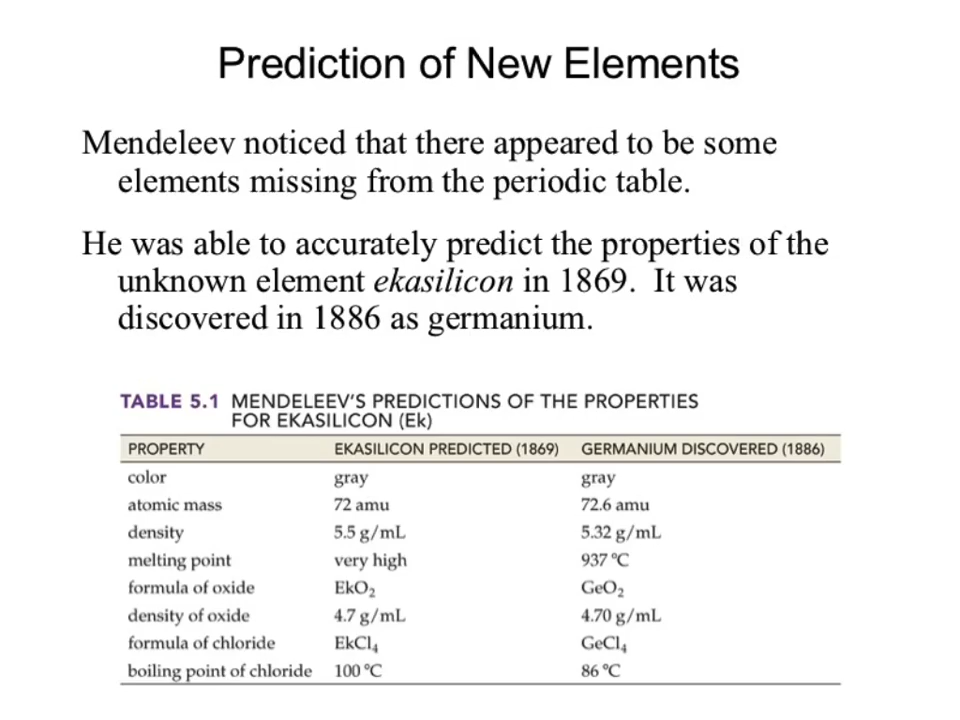 Prediction of New Elements
Mendeleev noticed that there appeared to be some
elements missing from the periodic table.
He was able to accurately predict the properties of the
unknown element ekasilicon in 1869.  It was
discovered in 1886 as germanium.
TABLE 5.1 MENDELEEV'S PREDICTIONS OF THE PROPERTIES
FOR EKASILICON (Ek)
PROPERTY EKASILICON PREDICTED (1869) GERMANIUM DISCOVERED (1886)
color gray gray
atomic mass 72 amu 72.6 amu
density 5.5 g/mL 5.32 g/mL
melting point very high 937 °C
formula of oxide EkO₂ GeO₂
density of oxide 4.7 g/mL 4.70 g/mL
formula of chloride EkCl₄ GeCl₄
boiling point of chloride 100 °C 86 °C